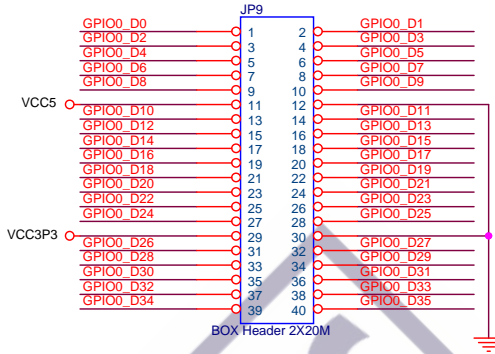 JP9
GPIO0_D0 1 2 GPIO0_D1
GPIO0_D2 3 4 GPIO0_D3
GPIO0_D4 5 6 GPIO0_D5
GPIO0_D6 7 8 GPIO0_D7
GPIO0_D8 9 10 GPIO0_D9
VCC5 11 12
GPIO0_D10 13 14 GPIO0_D11
GPIO0_D12 15 16 GPIO0_D13
GPIO0_D14 17 18 GPIO0_D15
GPIO0_D16 19 20 GPIO0_D17
GPIO0_D18 21 22 GPIO0_D19
GPIO0_D20 23 24 GPIO0_D21
GPIO0_D22 25 26 GPIO0_D23
GPIO0_D24 27 28 GPIO0_D25
VCC3P3 29 30
GPIO0_D26 31 32 GPIO0_D27
GPIO0_D28 33 34 GPIO0_D29
GPIO0_D30 35 36 GPIO0_D31
GPIO0_D32 37 38 GPIO0_D33
GPIO0_D34 39 40 GPIO0_D35
BOX Header 2X20M